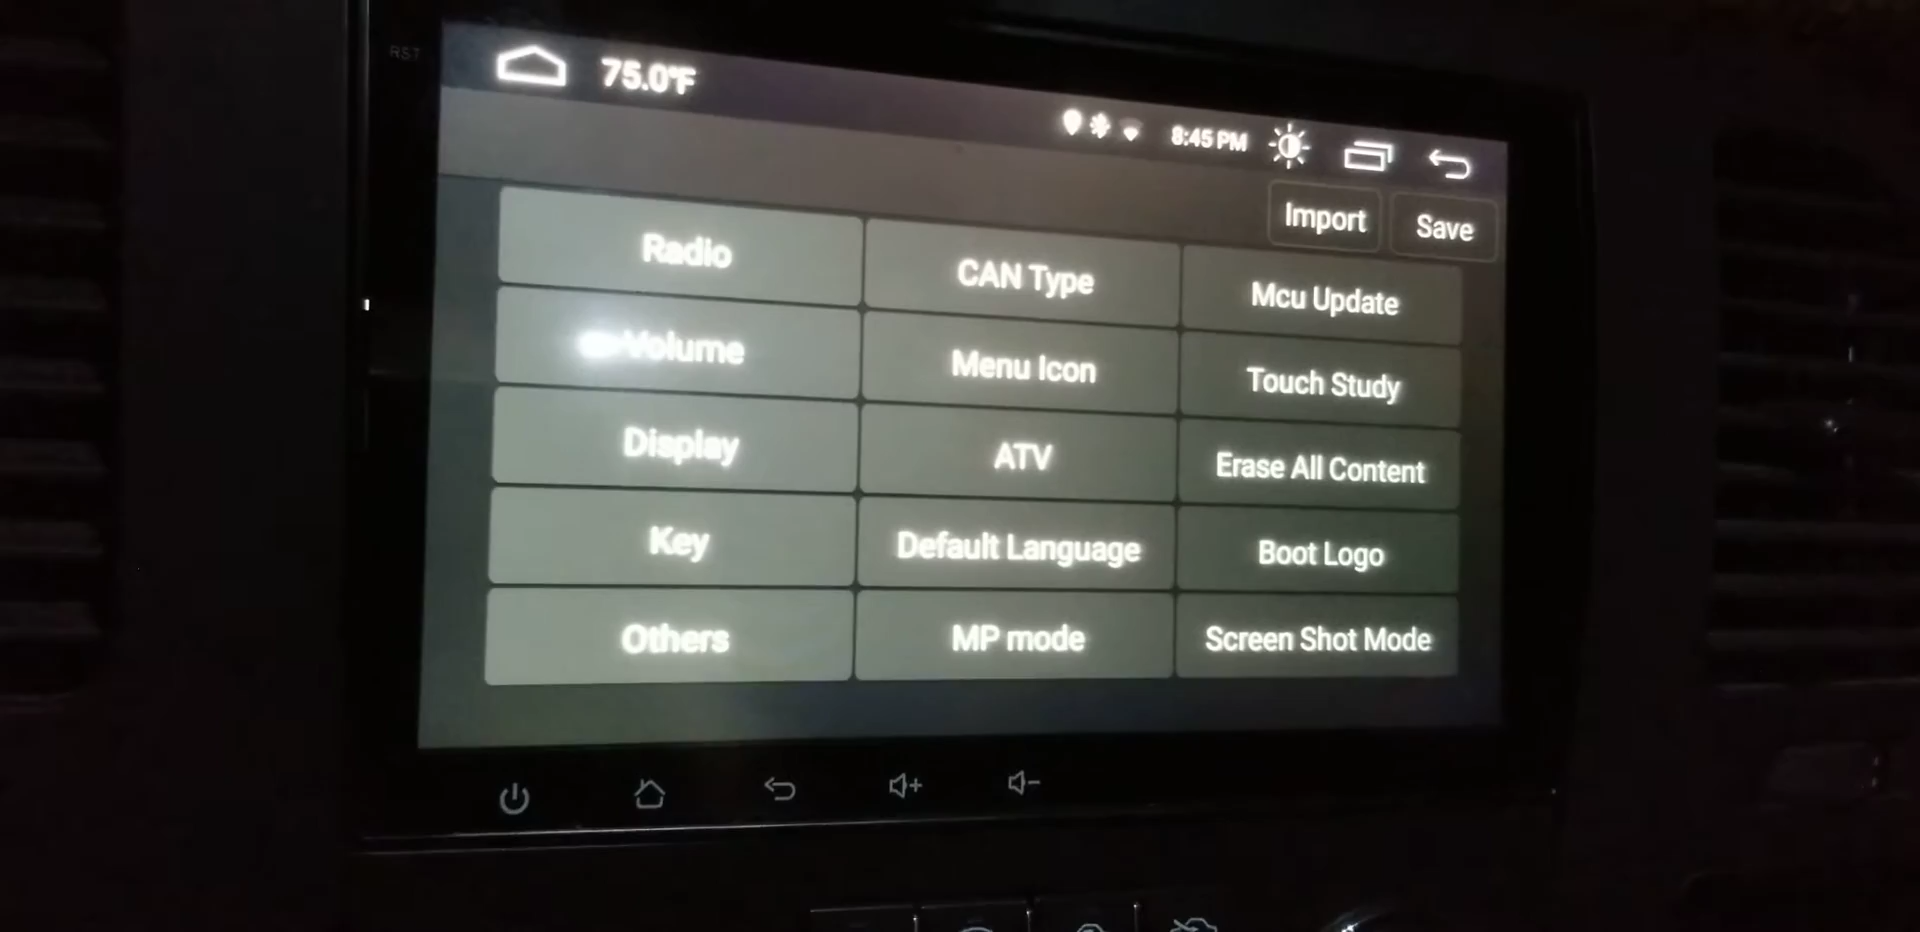 RST
75.0°F
8:45 PM
Import
Save
Radio
CAN Type
Mcu Update
Volume
Menu Icon
Touch Study
Display
ATV
Erase All Content
Key
Default Language
Boot Logo
Others
MP mode
Screen Shot Mode